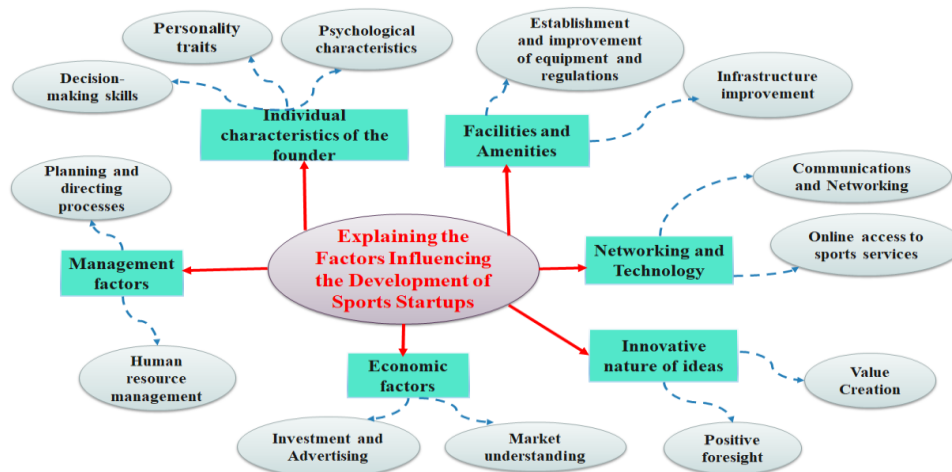 Personality
traits
Psychological
characteristics
Establishment
and improvement
of equipment and
regulations
Decision-
making skills
Infrastructure
improvement
Individual
characteristics of the
founder
Facilities and
Amenities
Planning and
directing
processes
Communications
and Networking
Explaining the
Factors Influencing
the Development of
Sports Startups
Networking and
Technology
Online access to
sports services
Management
factors
Human
resource
management
Economic
factors
Innovative
nature of ideas
Value
Creation
Investment and
Advertising
Market
understanding
Positive
foresight